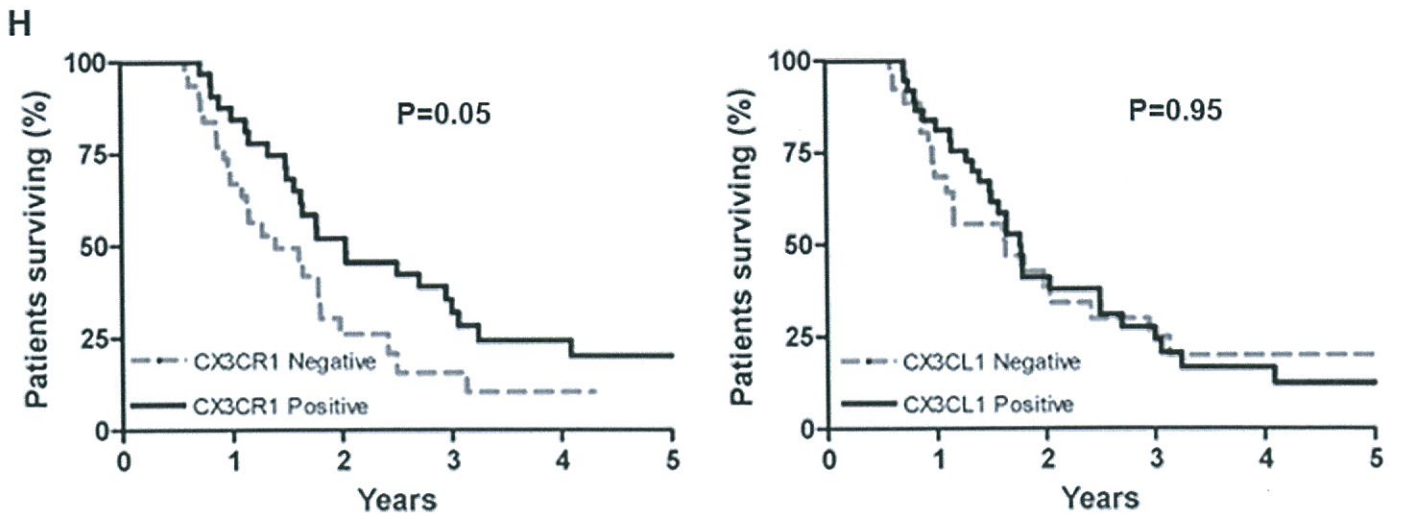 H
Patients surviving (%)
100
75
50
25
0
P=0.05
CX3CR1 Negative
CX3CR1 Positive
0 1 2 3 4 5
Years
Patients surviving (%)
100
75
50
25
0
P=0.95
CX3CL1 Negative
CX3CL1 Positive
0 1 2 3 4 5
Years